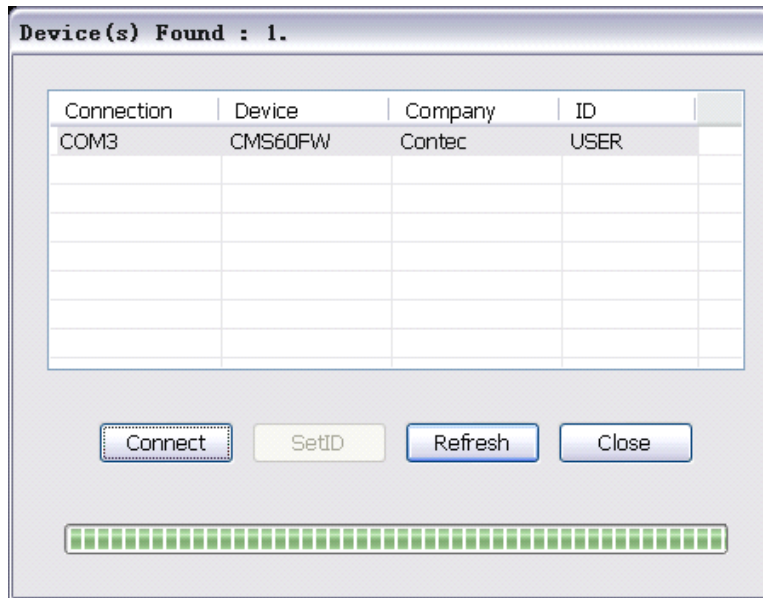 Device(s) Found : 1.
Connection Device Company ID
COM3 CMS60FW Contec USER
Connect SetID Refresh Close